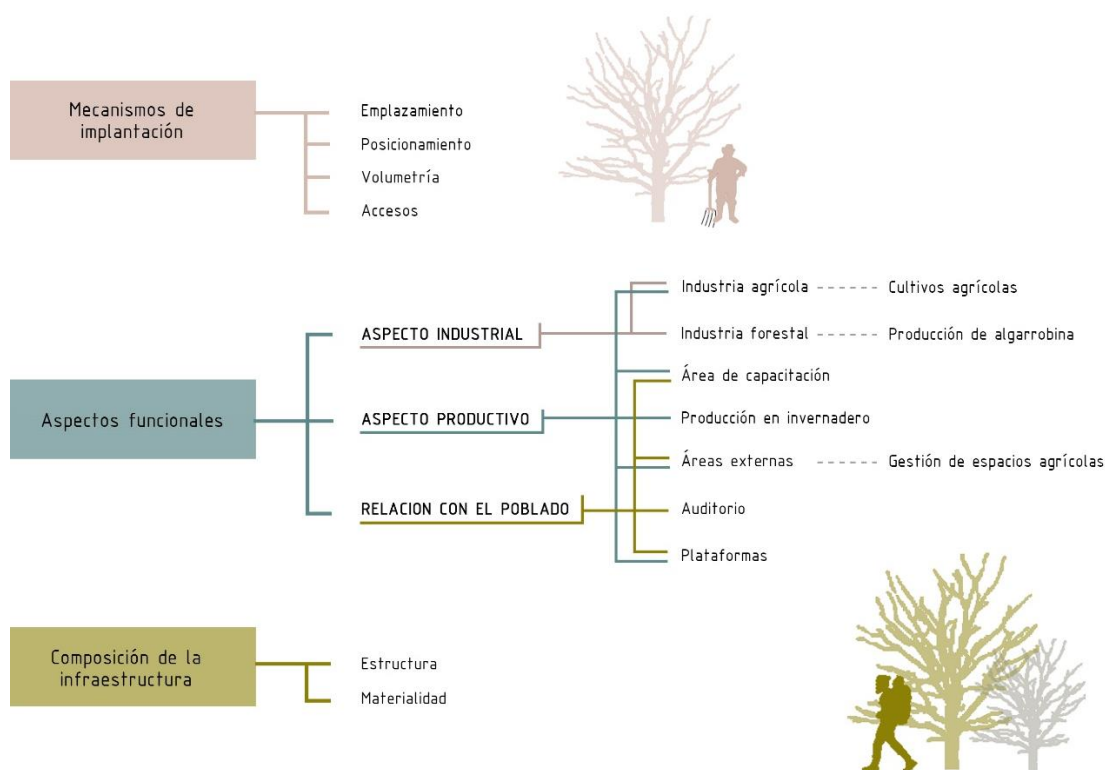 Mecanismos de
implantación
Emplazamiento
Posicionamiento
Volumetría
Accesos
Aspectos funcionales
ASPECTO INDUSTRIAL
Industria agrícola
Cultivos agrícolas
Industria forestal
Producción de algarrobina
ASPECTO PRODUCTIVO
Área de capacitación
Producción en invernadero
Áreas externas
Gestión de espacios agrícolas
RELACION CON EL POBLADO
Auditorio
Plataformas
Composición de la
infraestructura
Estructura
Materialidad